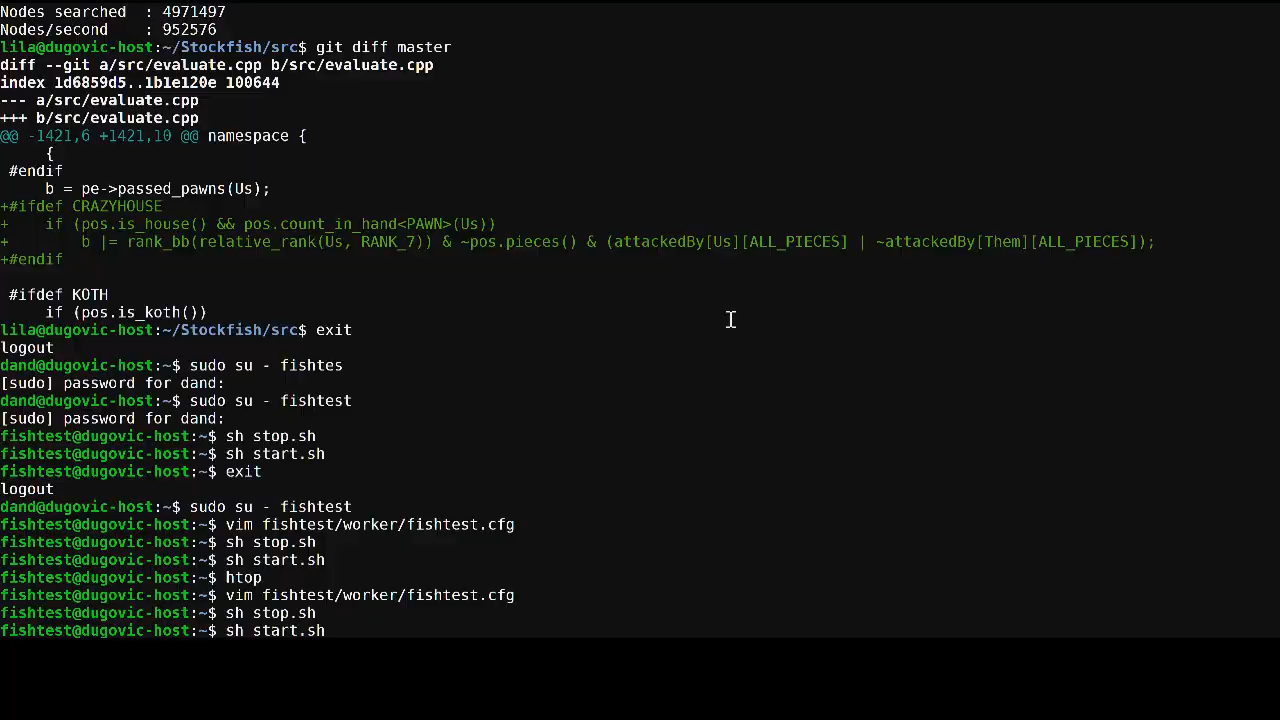 Nodes searched  : 4971497
Nodes/second    : 952576
lila@dugovic-host:~/Stockfish/src$ git diff master
diff --git a/src/evaluate.cpp b/src/evaluate.cpp
index 1d6859d5..1b1e120e 100644
--- a/src/evaluate.cpp
+++ b/src/evaluate.cpp
@@ -1421,6 +1421,10 @@ namespace {
     {
 #endif
     b = pe->passed_pawns(Us);
+#ifdef CRAZYHOUSE
+    if (pos.is_house() && pos.count_in_hand<PAWN>(Us))
+        b |= rank_bb(relative_rank(Us, RANK_7)) & ~pos.pieces() & (attackedBy[Us][ALL_PIECES] | ~attackedBy[Them][ALL_PIECES]);
+#endif
 #ifdef KOTH
     if (pos.is_koth())
lila@dugovic-host:~/Stockfish/src$ exit
logout
dand@dugovic-host:~$ sudo su - fishtes
[sudo] password for dand:
dand@dugovic-host:~$ sudo su - fishtest
[sudo] password for dand:
fishtest@dugovic-host:~$ sh stop.sh
fishtest@dugovic-host:~$ sh start.sh
fishtest@dugovic-host:~$ exit
logout
dand@dugovic-host:~$ sudo su - fishtest
fishtest@dugovic-host:~$ vim fishtest/worker/fishtest.cfg
fishtest@dugovic-host:~$ sh stop.sh
fishtest@dugovic-host:~$ sh start.sh
fishtest@dugovic-host:~$ htop
fishtest@dugovic-host:~$ vim fishtest/worker/fishtest.cfg
fishtest@dugovic-host:~$ sh stop.sh
fishtest@dugovic-host:~$ sh start.sh